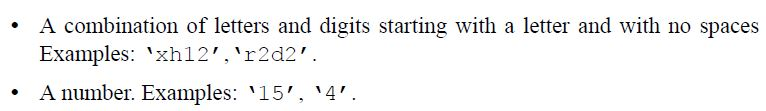 • A combination of letters and digits starting with a letter and with no spaces
Examples: ‵xh12′,‵r2d2′.
• A number. Examples: ‵15′, ‵4′.